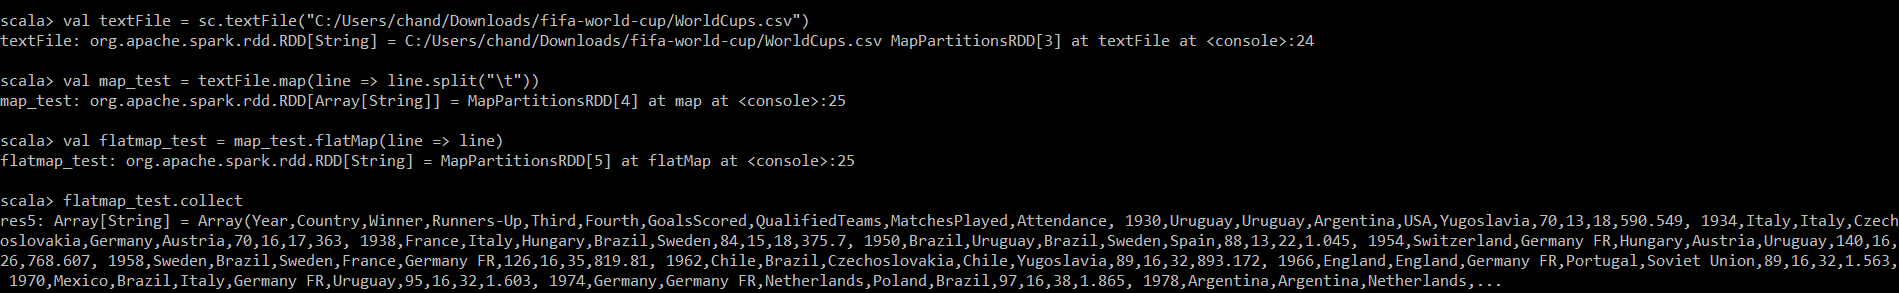 scala> val textFile = sc.textFile("C:/Users/chand/Downloads/fifa-world-cup/WorldCups.csv")
textFile: org.apache.spark.rdd.RDD[String] = C:/Users/chand/Downloads/fifa-world-cup/WorldCups.csv MapPartitionsRDD[3] at textFile at <console>:24
scala> val map_test = textFile.map(line => line.split("\t"))
map_test: org.apache.spark.rdd.RDD[Array[String]] = MapPartitionsRDD[4] at map at <console>:25
scala> val flatmap_test = map_test.flatMap(line => line)
flatmap_test: org.apache.spark.rdd.RDD[String] = MapPartitionsRDD[5] at flatMap at <console>:25
scala> flatmap_test.collect
res5: Array[String] = Array(Year,Country,Winner,Runners-Up,Third,Fourth,GoalsScored,QualifiedTeams,MatchesPlayed,Attendance, 1930,Uruguay,Uruguay,Argentina,USA,Yugoslavia,70,13,18,590.549, 1934,Italy,Italy,Czech
oslovakia,Germany,Austria,70,16,17,363, 1938,France,Italy,Hungary,Brazil,Sweden,84,15,18,375.7, 1950,Brazil,Uruguay,Brazil,Sweden,Spain,88,13,22,1.045, 1954,Switzerland,Germany FR,Hungary,Austria,Uruguay,140,16,
26,768.607, 1958,Sweden,Brazil,Sweden,France,Germany FR,126,16,35,819.81, 1962,Chile,Brazil,Czechoslovakia,Chile,Yugoslavia,89,16,32,893.172, 1966,England,England,Germany FR,Portugal,Soviet Union,89,16,32,1.563,
1970,Mexico,Brazil,Italy,Germany FR,Uruguay,95,16,32,1.603, 1974,Germany,Germany FR,Netherlands,Poland,Brazil,97,16,38,1.865, 1978,Argentina,Argentina,Netherlands,...